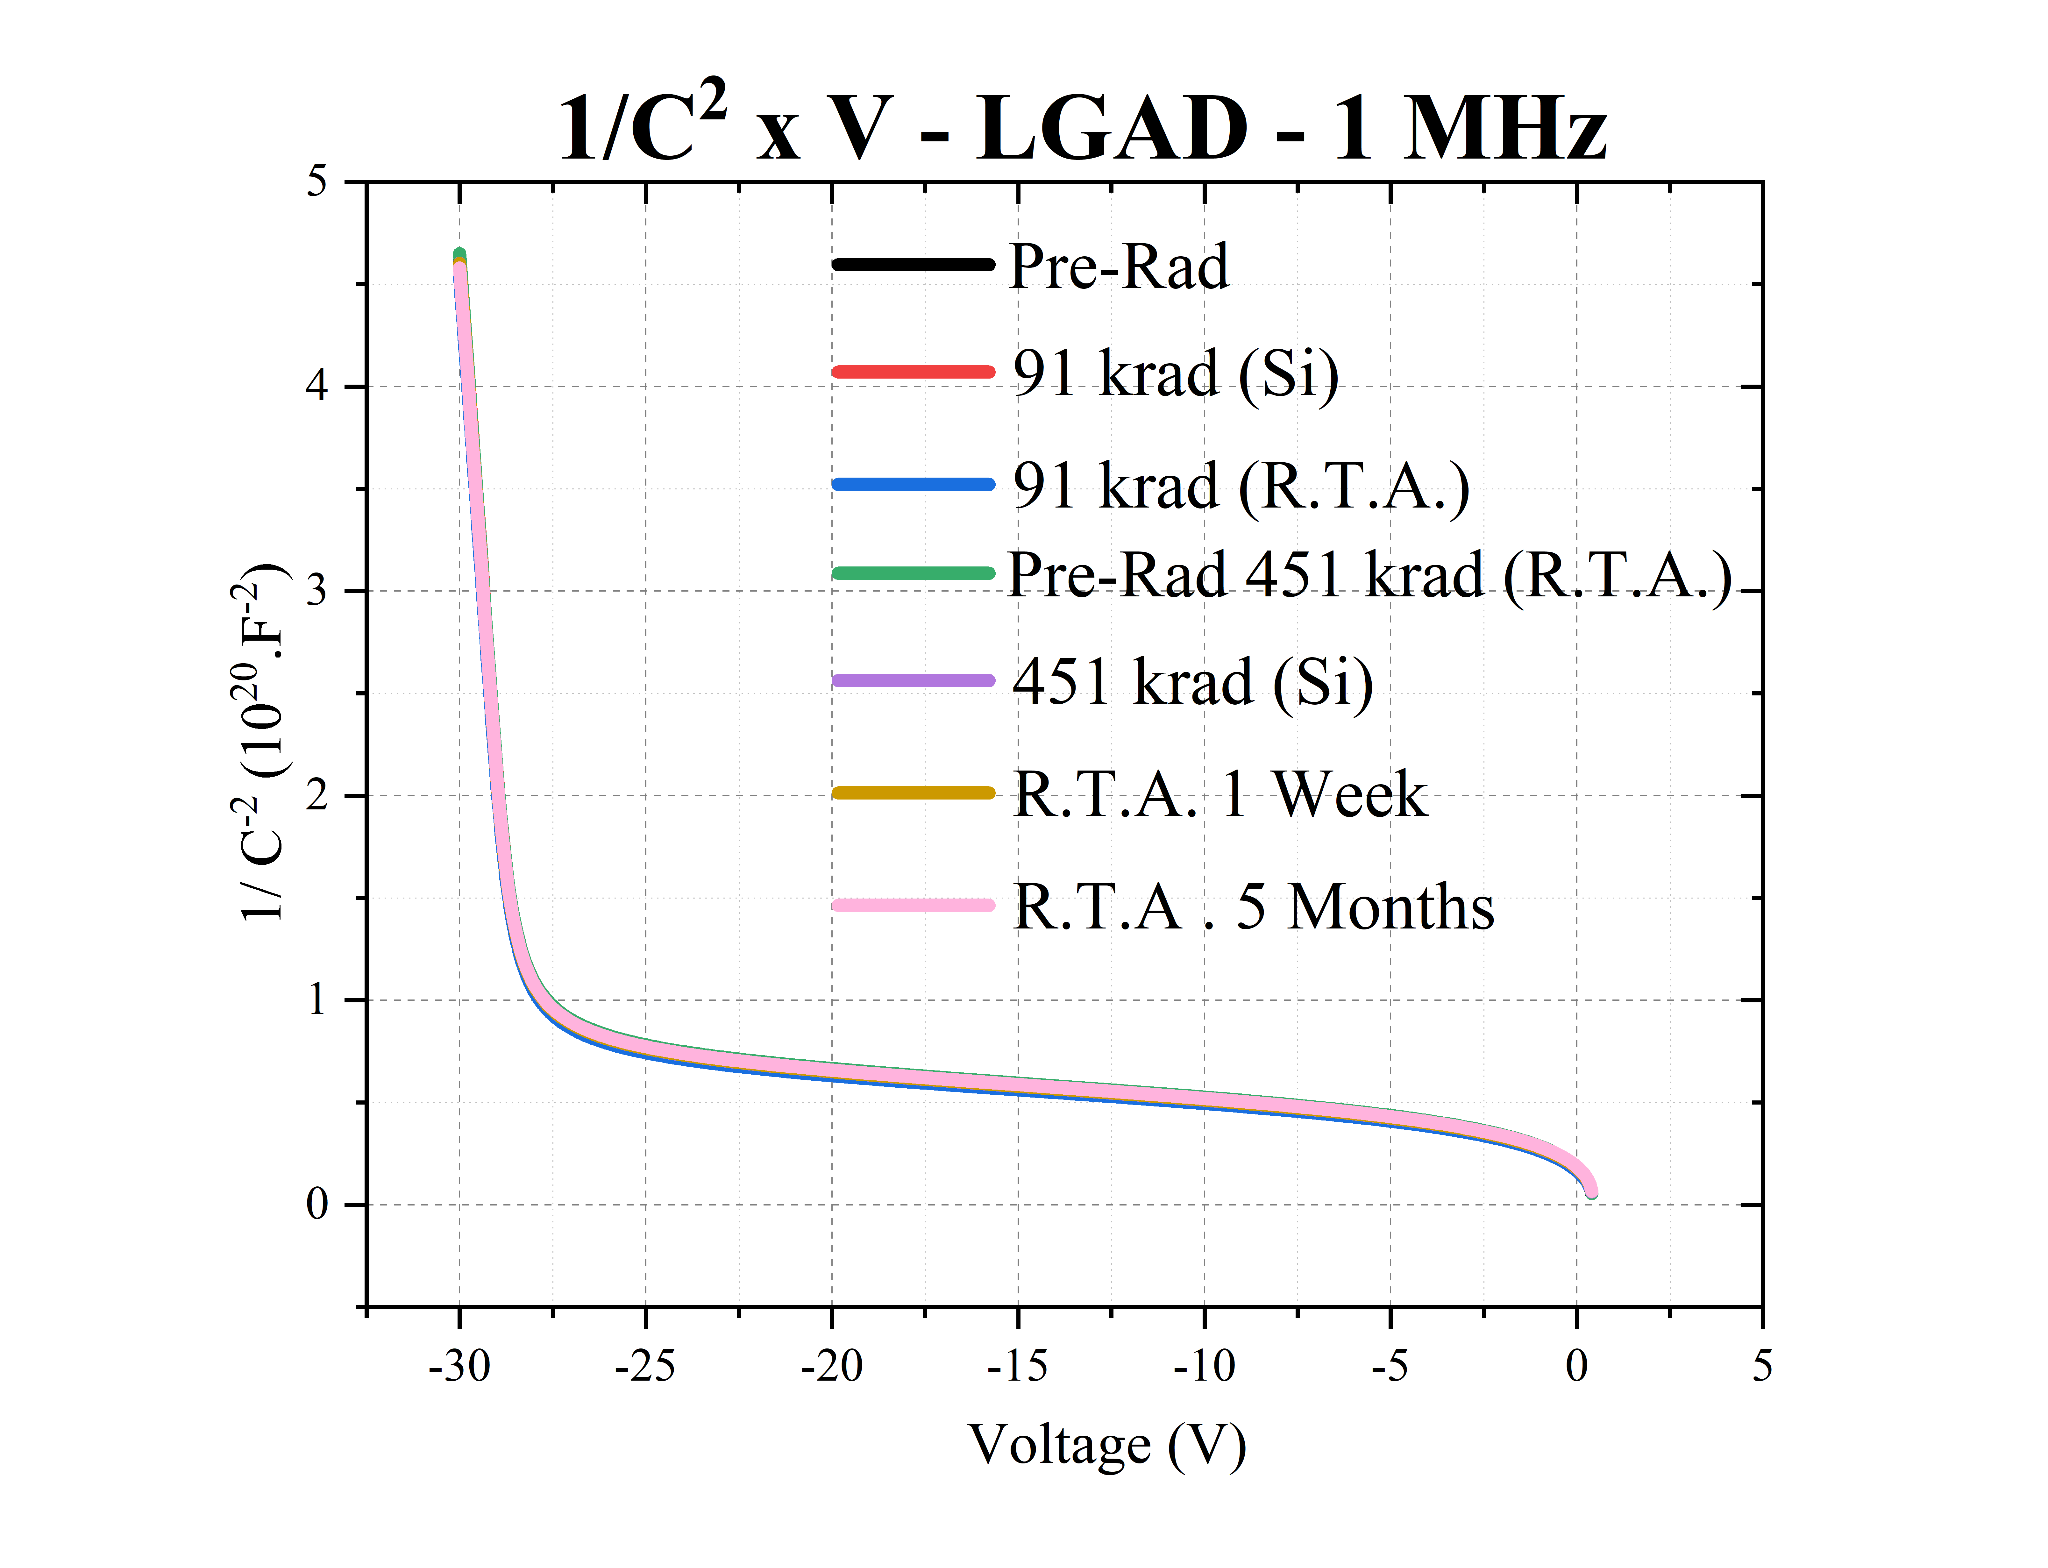 1/C² x V - LGAD - 1 MHz
5
4
3
2
1
0
1/ C⁻² (10²⁰.F⁻²)
Pre-Rad
91 krad (Si)
91 krad (R.T.A.)
Pre-Rad 451 krad (R.T.A.)
451 krad (Si)
R.T.A. 1 Week
R.T.A . 5 Months
-30 -25 -20 -15 -10 -5 0 5
Voltage (V)